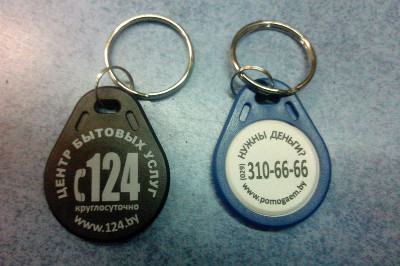 ЦЕНТР БЫТОВЫХ УСЛУГ
124
круглосуточно
www.124.by
НУЖНЫ ДЕНЬГИ?
(029) 310-66-66
www.pomogaem.by